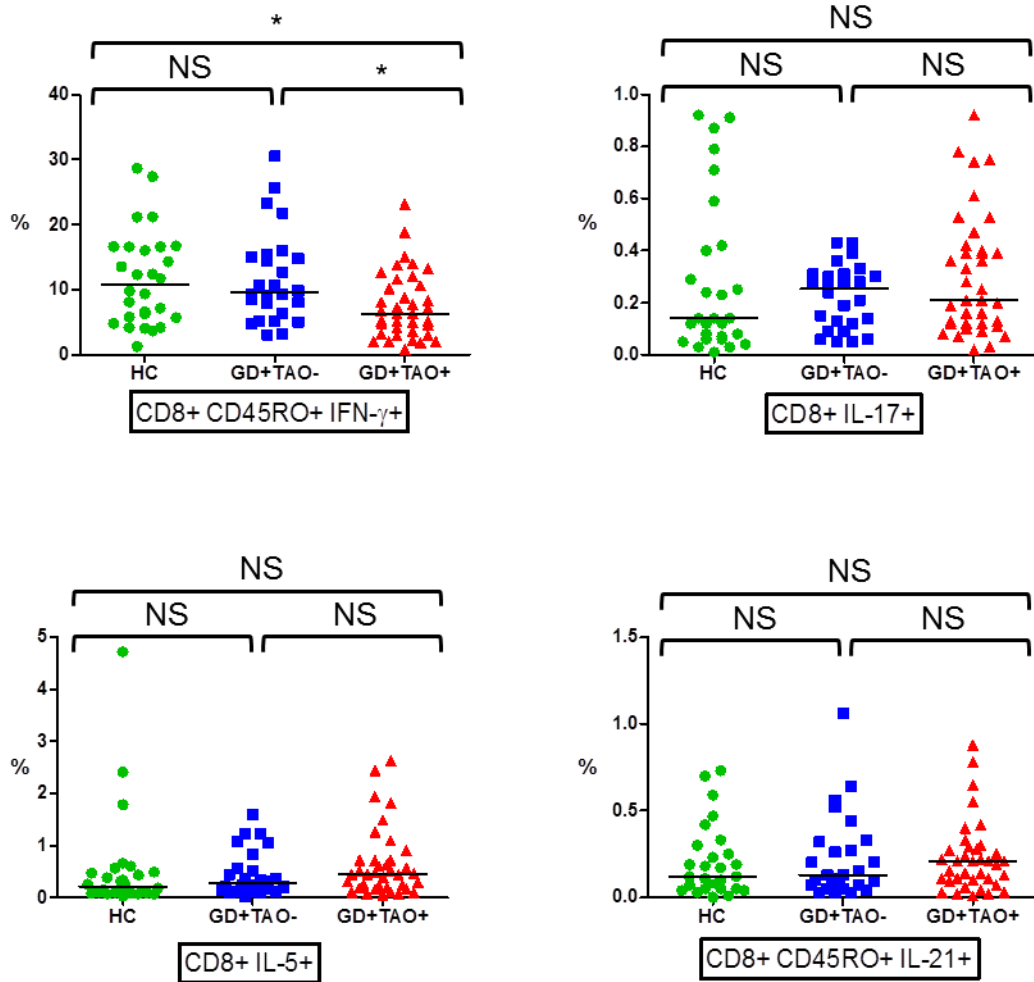 *
NS *
40
30
%
20
10
0
HC GD+TAO- GD+TAO+
CD8+ CD45RO+ IFN-γ+
NS
NS NS
1.0
0.8
0.6
%
0.4
0.2
0.0
HC GD+TAO- GD+TAO+
CD8+ IL-17+
NS
NS NS
5
4
3
%
2
1
0
HC GD+TAO- GD+TAO+
CD8+ IL-5+
NS
NS NS
1.5
1.0
%
0.5
0.0
HC GD+TAO- GD+TAO+
CD8+ CD45RO+ IL-21+